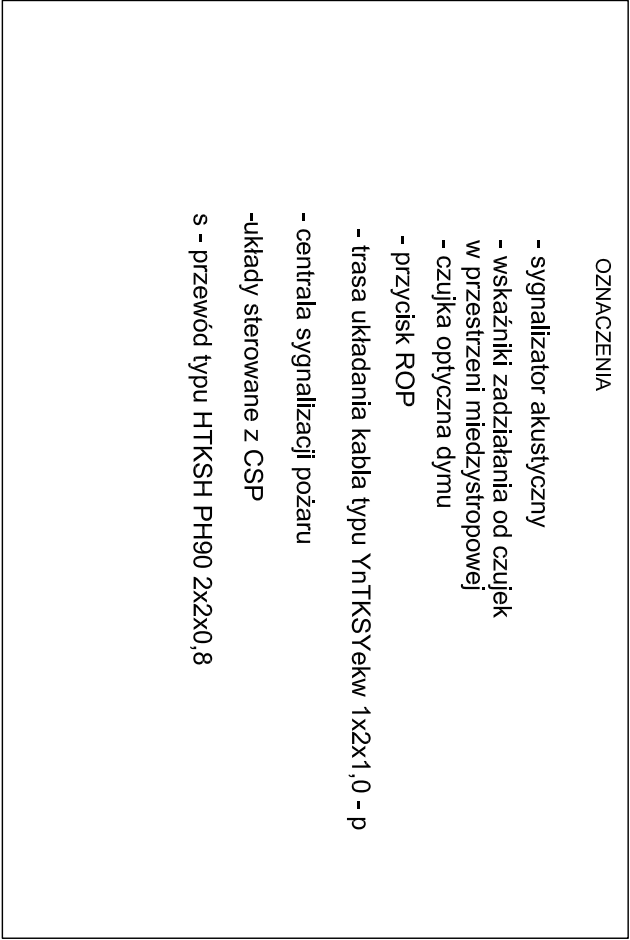 OZNACZENIA
- sygnalizator akustyczny
- wskaźniki zadziałania od czujek
w przestrzeni miedzystropowej
- czujka optyczna dymu
- przycisk ROP
- trasa układania kabla typu YnTKSYekw 1x2x1,0 - p
- centrala sygnalizacji pożaru
-układy sterowane z CSP
s - przewód typu HTKSH PH90 2x2x0,8